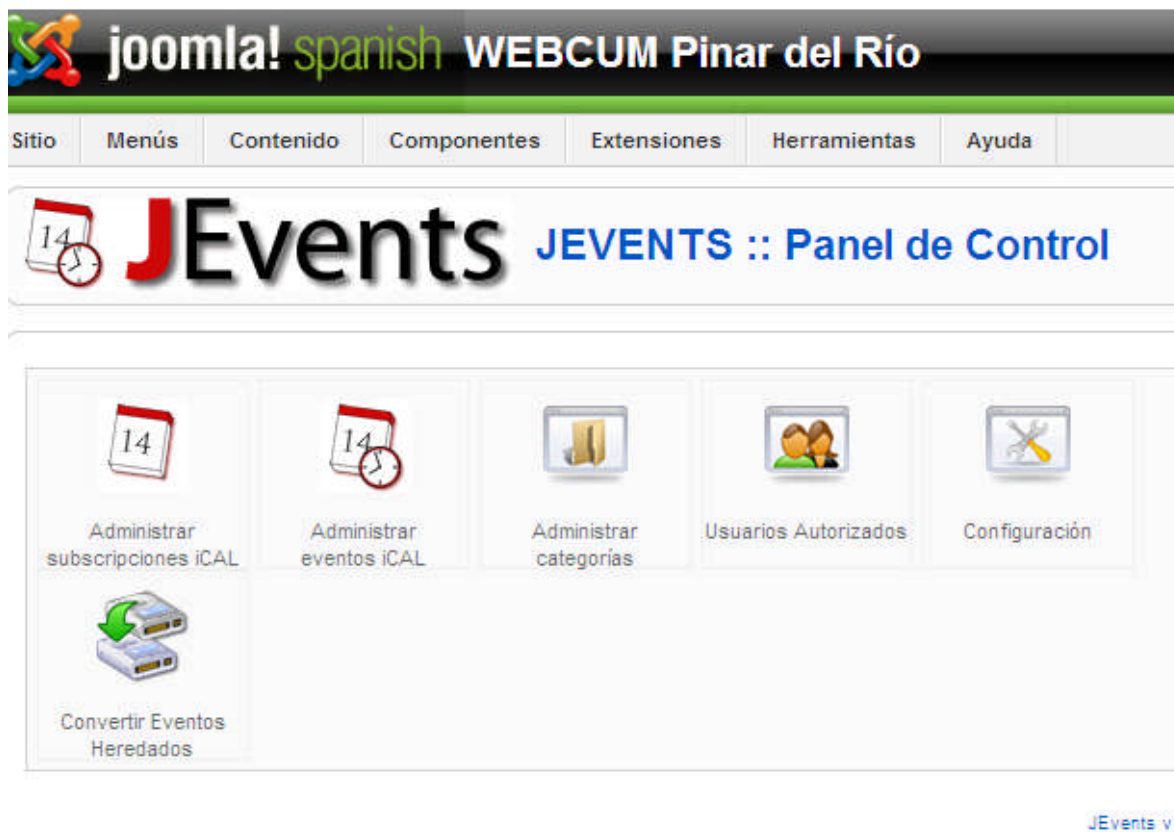 joomla! spanish WEBCUM Pinar del Río
Sitio Menús Contenido Componentes Extensiones Herramientas Ayuda
14 JEvents JEVENTS :: Panel de Control
14 14
Administrar subscripciones iCAL
Administrar eventos iCAL
Administrar categorías
Usuarios Autorizados
Configuración
Convertir Eventos
Heredados
JEvents v